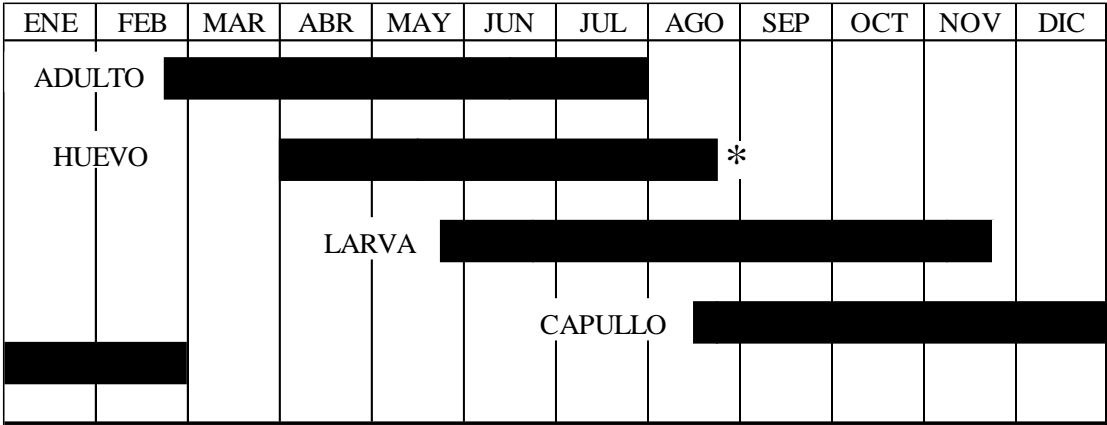 ENE FEB MAR ABR MAY JUN JUL AGO SEP OCT NOV DIC
ADULTO
HUEVO *
LARVA
CAPULLO